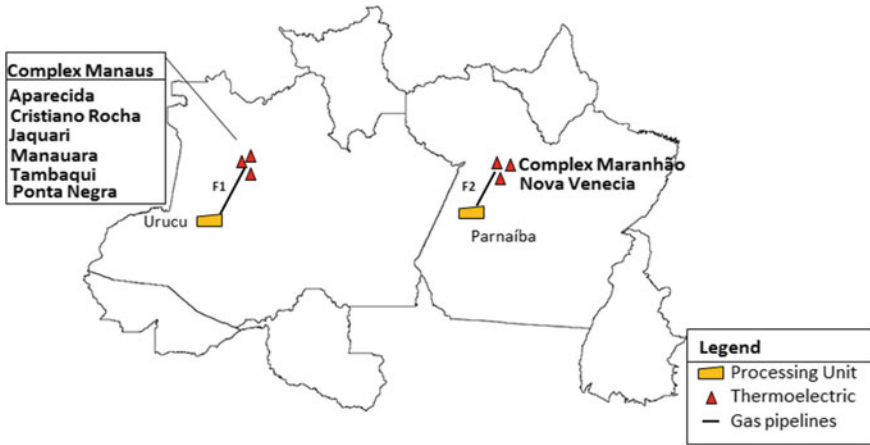 Complex Manaus
Aparecida
Cristiano Rocha
Jaquari
Manauara
Tambaqui
Ponta Negra
F1
Urucu
Complex Maranhão
F2
Nova Venecia
Parnaíba
Legend
Processing Unit
Thermoelectric
Gas pipelines